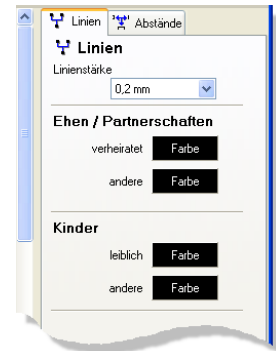 Linien Abstände
Linien
Linienstärke
0,2 mm
Ehen / Partnerschaften
verheiratet Farbe
andere Farbe
Kinder
leiblich Farbe
andere Farbe